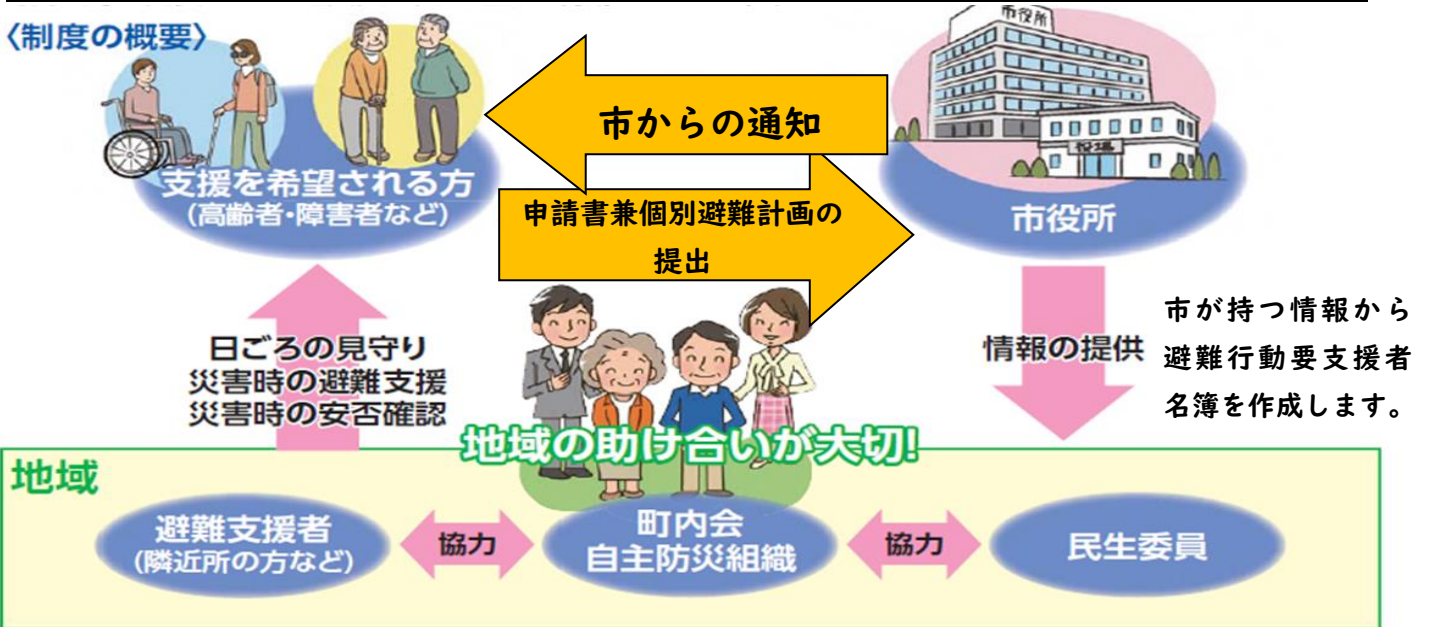 〈制度の概要〉
市役所
役場
市からの通知
支援を希望される方
(高齢者・障害者など)
申請書兼個別避難計画の
提出
市役所
日ごろの見守り
災害時の避難支援
災害時の安否確認
情報の提供
市が持つ情報から
避難行動要支援者
名簿を作成します。
地域の助け合いが大切!
地域
避難支援者
(隣近所の方など)
協力
町内会
自主防災組織
協力
民生委員